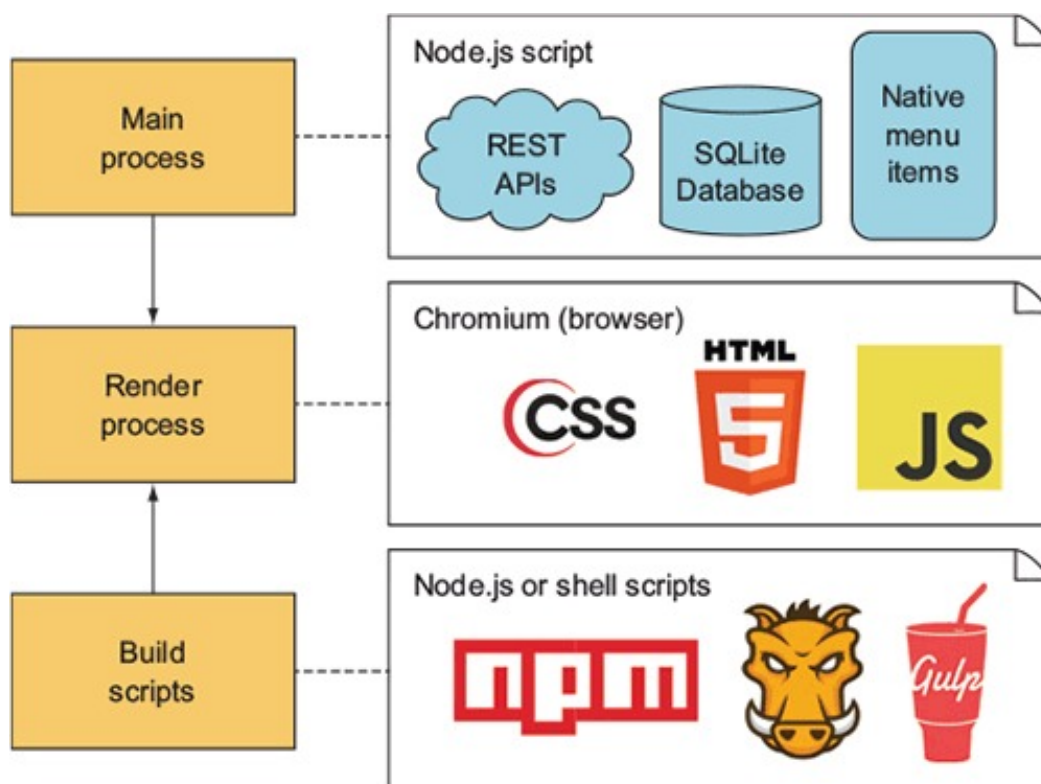 Main
process
Node.js script
REST
APIs
SQLite
Database
Native
menu
items
Render
process
Chromium (browser)
CSS
HTML
5
JS
Build
scripts
Node.js or shell scripts
npm
Gulp